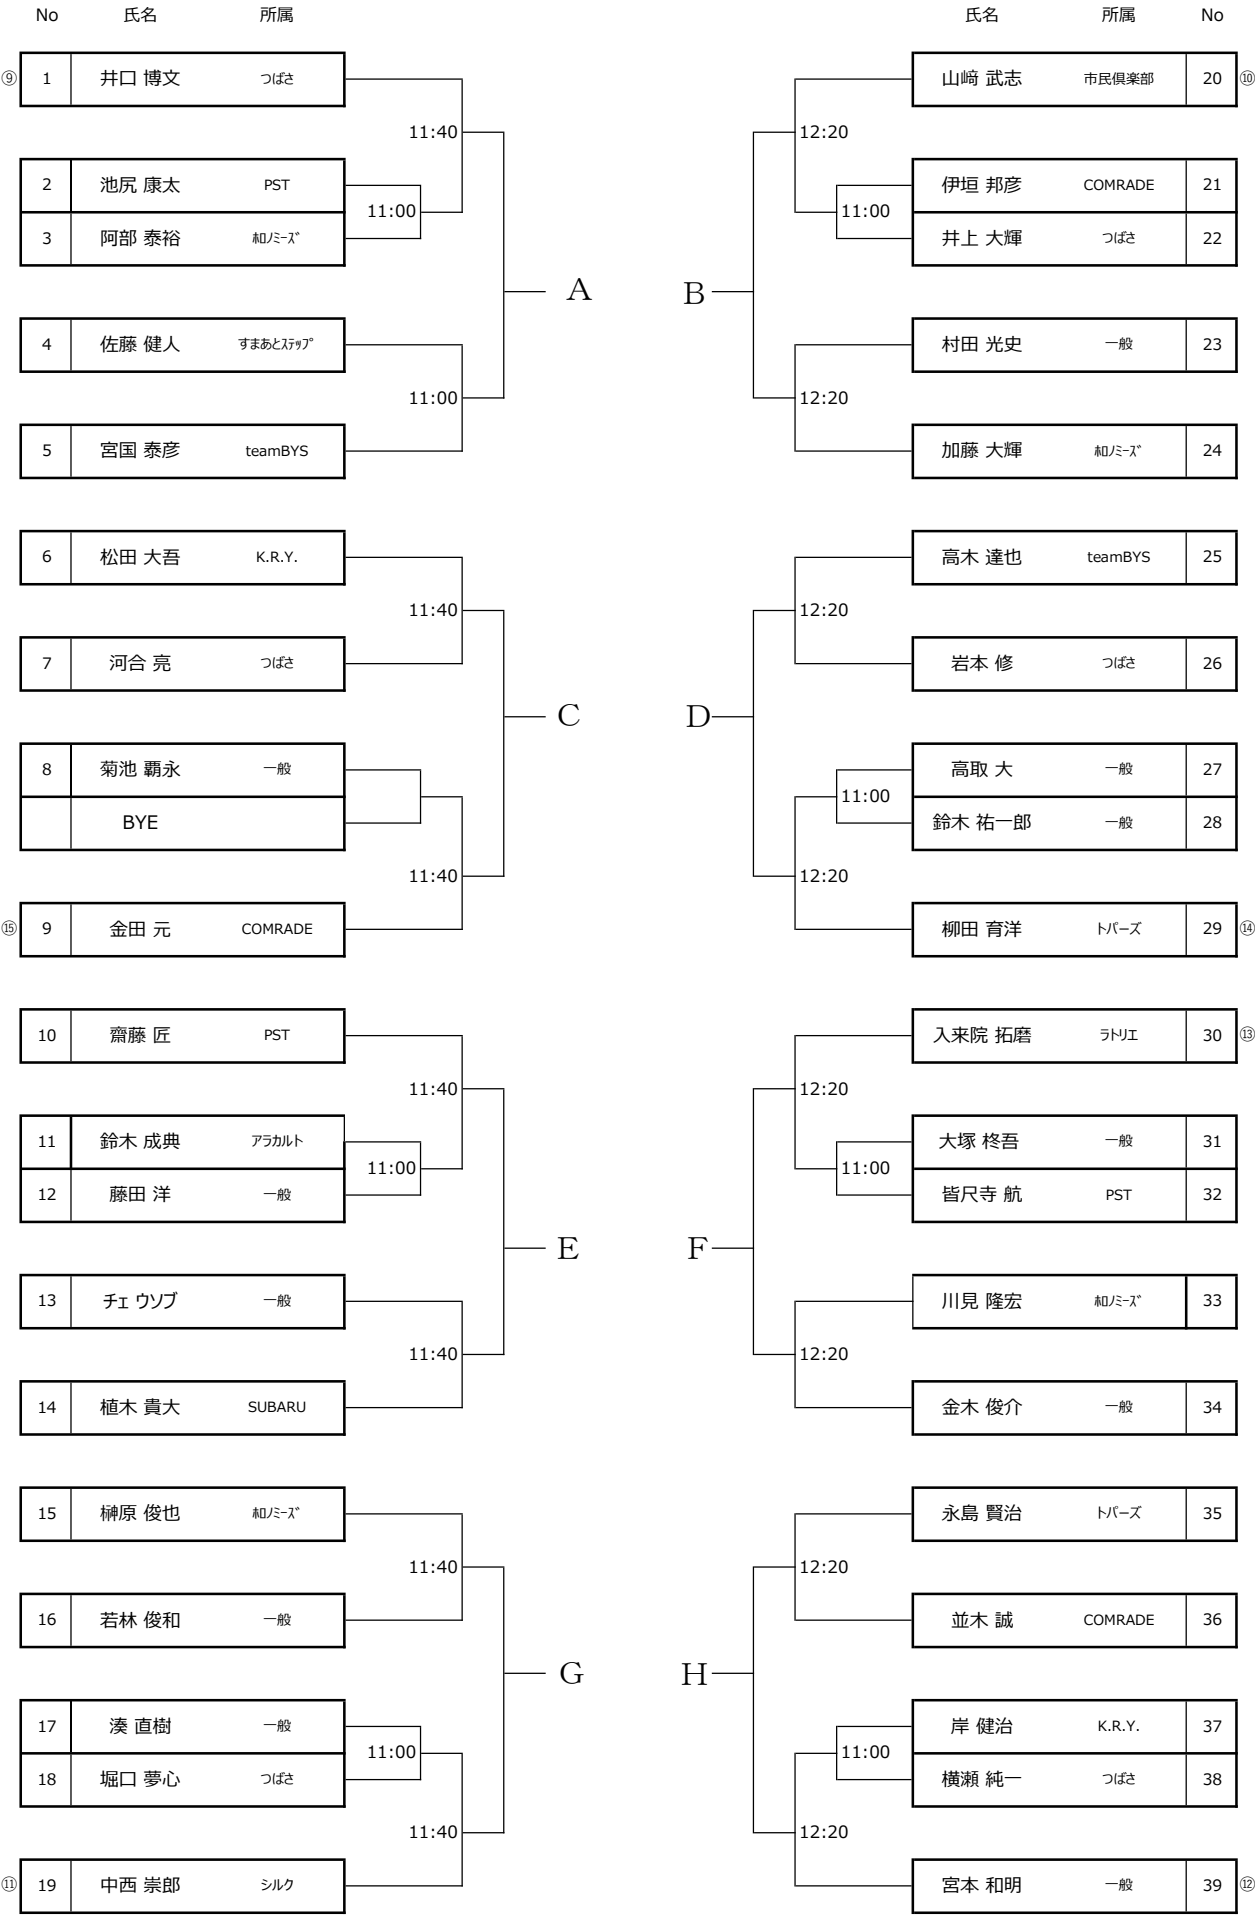 No 氏名 所属
⑨ 1 井口 博文 つばさ
11:40
2 池尻 康太 PST
11:00
3 阿部 泰裕 ㈱ﾉﾐｰｽﾞ
A
4 佐藤 健人 すまあとｽﾃｯﾌﾟ
11:00
5 宮国 泰彦 teamBYS
6 松田 大吾 K.R.Y.
11:40
7 河合 亮 つばさ
C
8 菊池 覇永 一般
BYE
11:40
⑮ 9 金田 元 COMRADE
10 齋藤 匠 PST
11:40
11 鈴木 成典 アラカルト
11:00
12 藤田 洋 一般
E
13 チェ ウソブ 一般
11:40
14 植木 貴大 SUBARU
15 榊原 俊也
11:40
16 若林 俊和 一般
G
17 湊 直樹 一般
11:00
18 堀口 夢心 つばさ
11:40
⑪ 19 中西 崇郎 シルク
氏名 所属 No
山﨑 武志 市民倶楽部 20 ⑩
12:20
伊垣 邦彦 COMRADE 21
11:00
井上 大輝 つばさ 22
B
村田 光史 一般 23
12:20
加藤 大輝 24
高木 達也 teamBYS 25
12:20
岩本 修 つばさ 26
D
高取 大 一般 27
11:00
鈴木 祐一郎 一般 28
12:20
柳田 育洋 トパーズ 29 ⑭
入来院 拓磨 ラトリエ 30 ⑬
12:20
大塚 柊吾 一般 31
11:00
皆尺寺 航 PST 32
F
川見 隆宏 33
12:20
金木 俊介 一般 34
永島 賢治 トパーズ 35
12:20
並木 誠 COMRADE 36
H
岸 健治 K.R.Y. 37
11:00
横瀬 純一 つばさ 38
12:20
宮本 和明 一般 39 ⑫